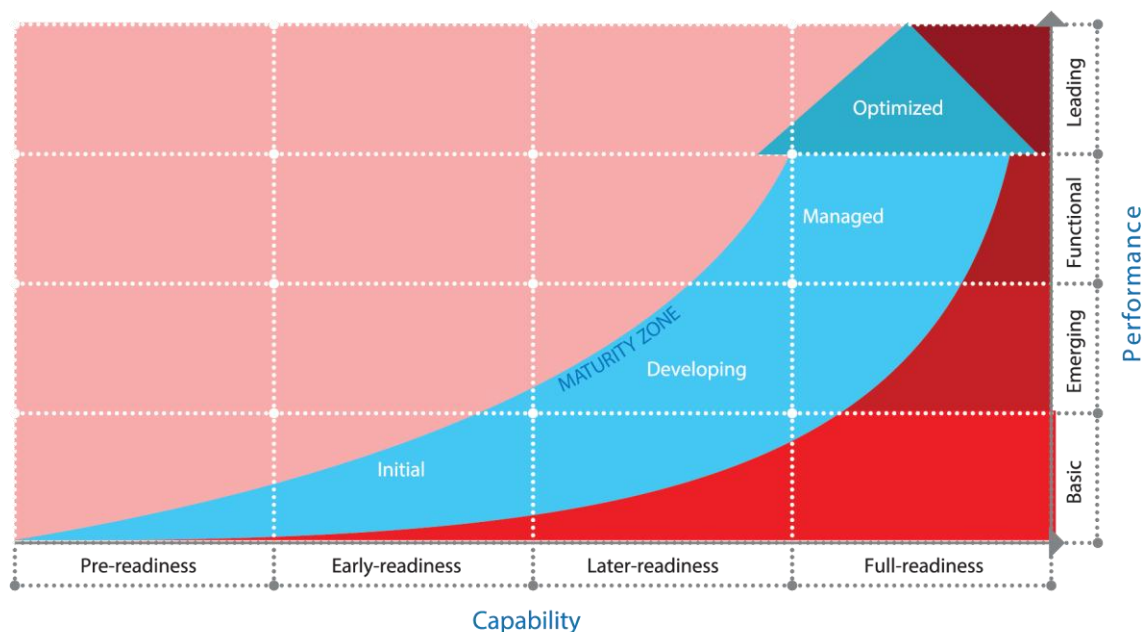 Optimized
Managed
MATURITY ZONE
Developing
Initial
Leading
Functional
Emerging
Basic
Performance
Pre-readiness
Early-readiness
Later-readiness
Full-readiness
Capability